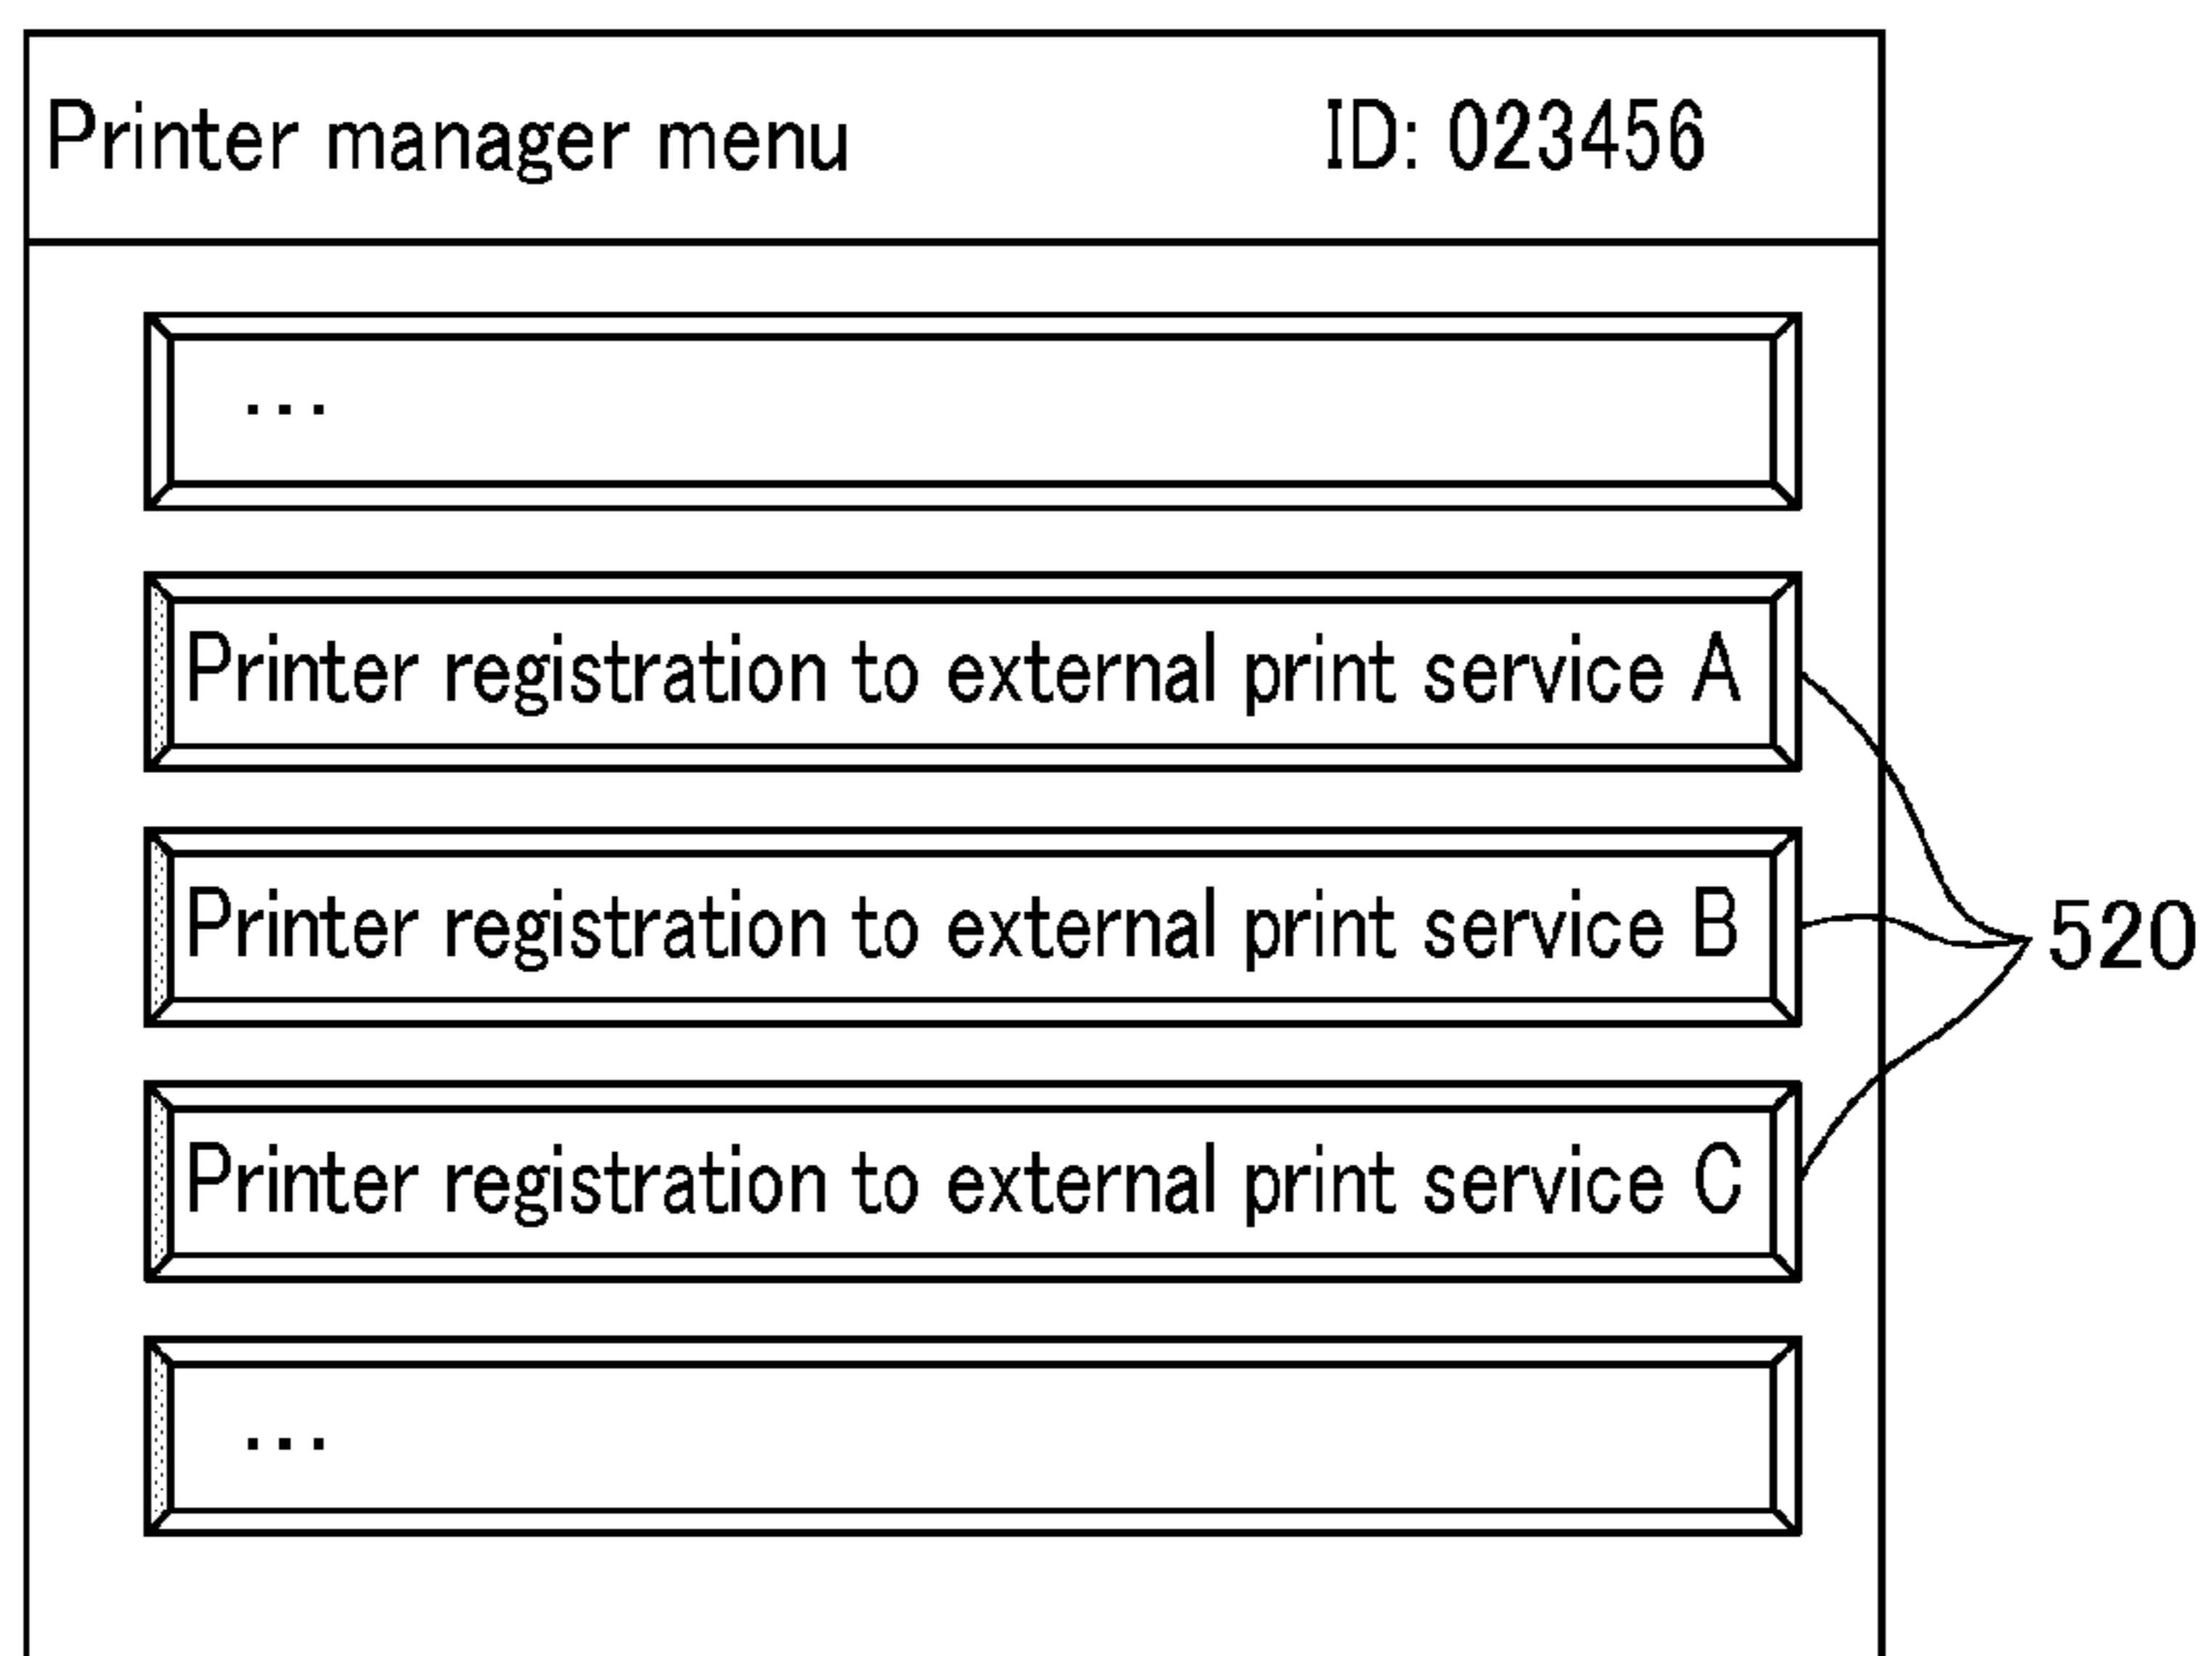 Printer manager menu ID: 023456
...
Printer registration to external print service A
Printer registration to external print service B
520
Printer registration to external print service C
...